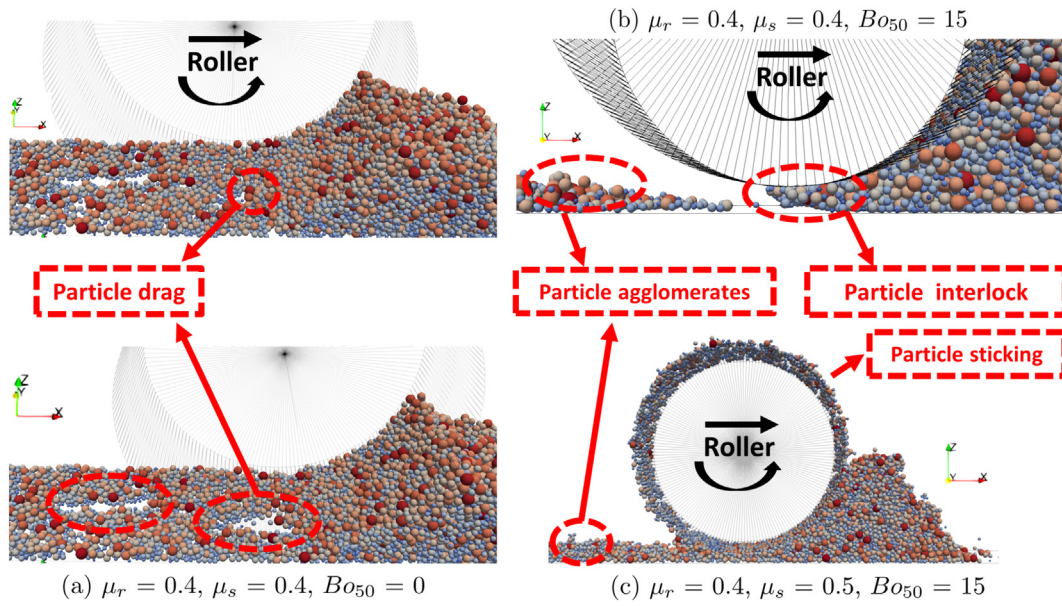 (b) μᵣ = 0.4, μₛ = 0.4, Bo₅₀ = 15
Roller
Z
X
Roller
Z
Y
X
Particle drag
Particle agglomerates
Particle interlock
Particle sticking
Z
Y
X
Roller
Z
Y
X
(a) μᵣ = 0.4, μₛ = 0.4, Bo₅₀ = 0
(c) μᵣ = 0.4, μₛ = 0.5, Bo₅₀ = 15